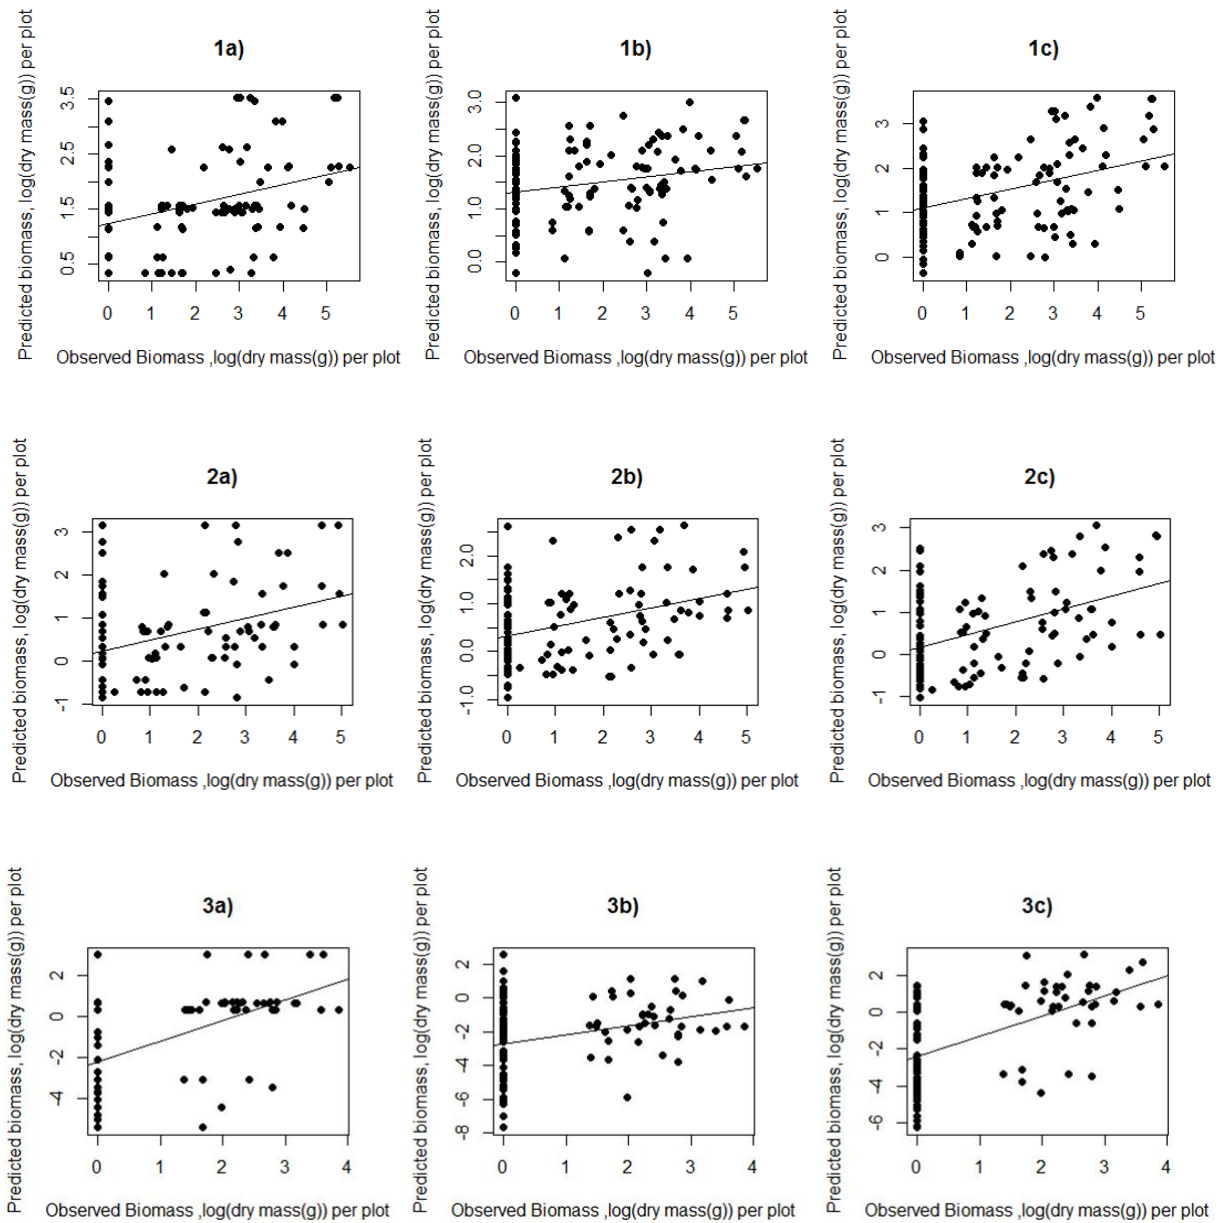 1a)
Predicted biomass, log(dry mass(g)) per plot
0.5 1.5 2.5 3.5
0 1 2 3 4 5
Observed Biomass ,log(dry mass(g)) per plot
1b)
Predicted biomass, log(dry mass(g)) per plot
0.0 1.0 2.0 3.0
0 1 2 3 4 5
Observed Biomass ,log(dry mass(g)) per plot
1c)
Predicted biomass, log(dry mass(g)) per plot
0 1 2 3
0 1 2 3 4 5
Observed Biomass ,log(dry mass(g)) per plot
2a)
Predicted biomass, log(dry mass(g)) per plot
-1 0 1 2 3
0 1 2 3 4 5
Observed Biomass ,log(dry mass(g)) per plot
2b)
Predicted biomass, log(dry mass(g)) per plot
-1.0 0.0 1.0 2.0
0 1 2 3 4 5
Observed Biomass ,log(dry mass(g)) per plot
2c)
Predicted biomass, log(dry mass(g)) per plot
-1 0 1 2 3
0 1 2 3 4 5
Observed Biomass ,log(dry mass(g)) per plot
3a)
Predicted biomass, log(dry mass(g)) per plot
-4 -2 0 2
0 1 2 3 4
Observed Biomass ,log(dry mass(g)) per plot
3b)
Predicted biomass, log(dry mass(g)) per plot
-8 -6 -4 -2 0 2
0 1 2 3 4
Observed Biomass ,log(dry mass(g)) per plot
3c)
Predicted biomass, log(dry mass(g)) per plot
-6 -4 -2 0 2
0 1 2 3 4
Observed Biomass ,log(dry mass(g)) per plot